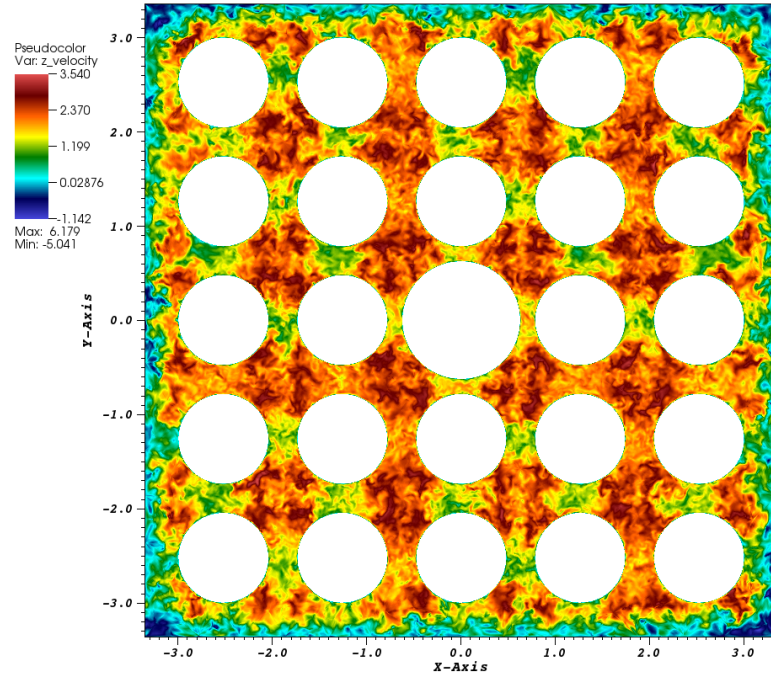 Pseudocolor
Var: z_velocity
3.540
2.370
1.199
0.02876
-1.142
Max: 6.179
Min: -5.041
3.0
2.0
1.0
0.0
-1.0
-2.0
-3.0
Y-Axis
-3.0 -2.0 -1.0 0.0 1.0 2.0 3.0
X-Axis